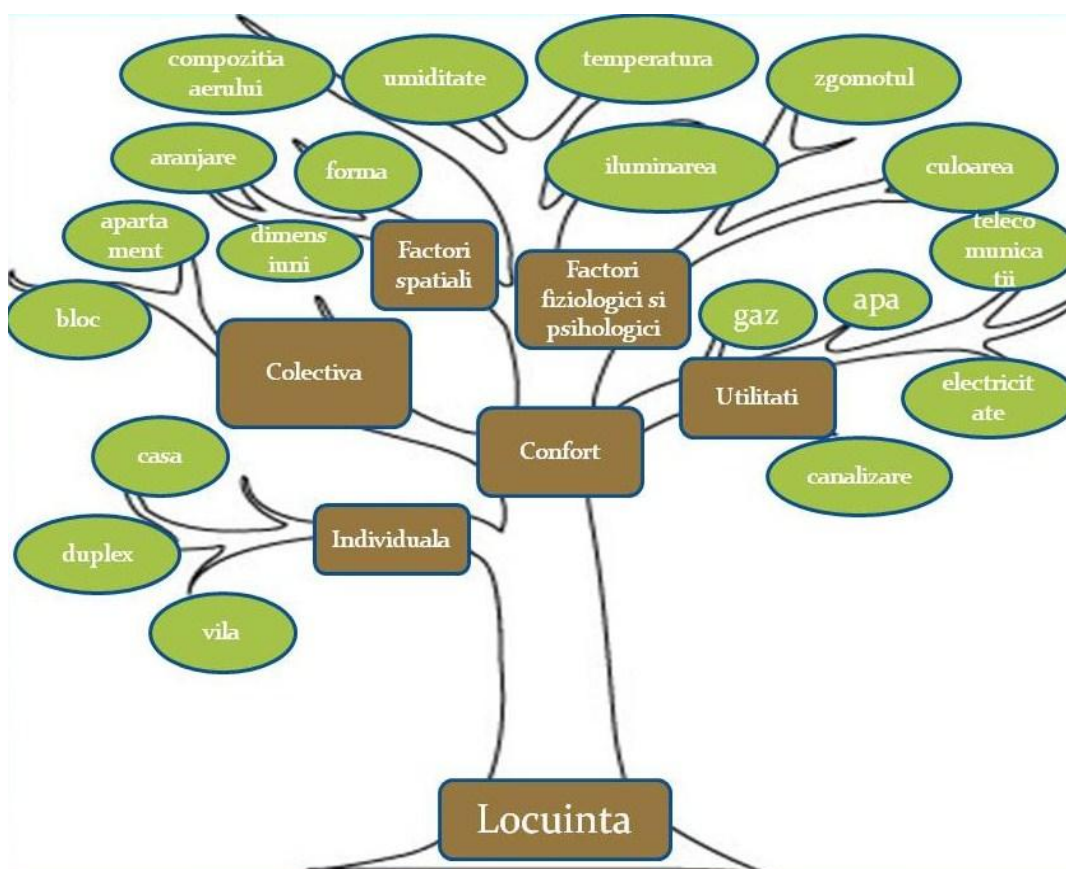 compozitia
aerului
umiditate
temperatura
zgomotul
aranjare
forma
iluminarea
culoarea
aparta
ment
dimens
iuni
Factori
spatiali
Factori
fiziologici si
psihologici
teleco
munica
tii
bloc
gaz
apa
Colectiva
Utilitati
electricit
ate
casa
Confort
canalizare
duplex
Individuala
vila
Locuinta